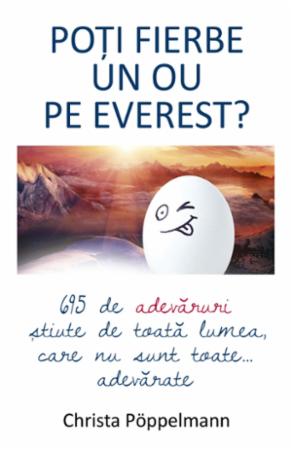 POȚI FIERBE
UN OU
PE EVEREST?
695 de adevăruri
știute de toată lumea,
care nu sunt toate...
adevărate
Christa Pöppelmann